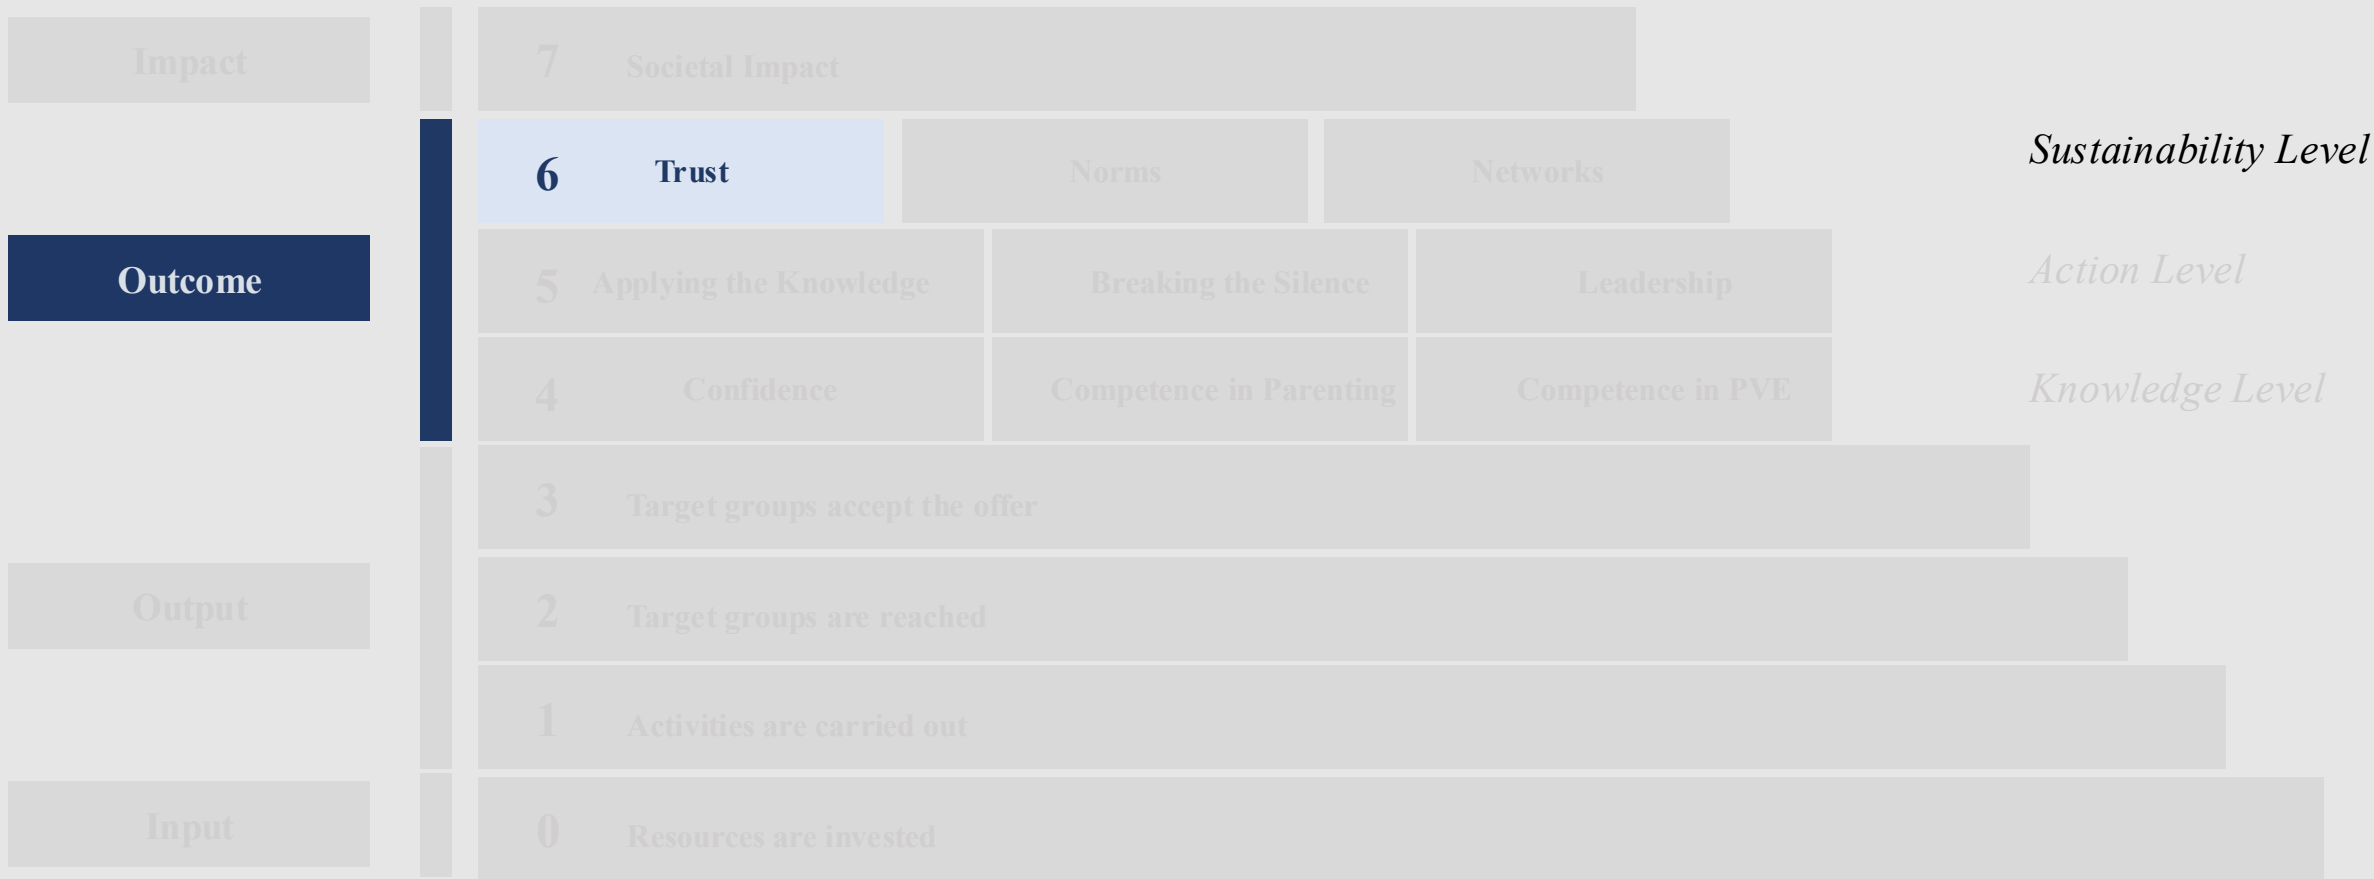 Impact
7 Societal Impact
6 Trust Norms Networks Sustainability Level
Outcome
5 Applying the Knowledge Breaking the Silence Leadership Action Level
4 Confidence Competence in Parenting Competence in PVE Knowledge Level
3 Target groups accept the offer
Output
2 Target groups are reached
1 Activities are carried out
Input
0 Resources are invested